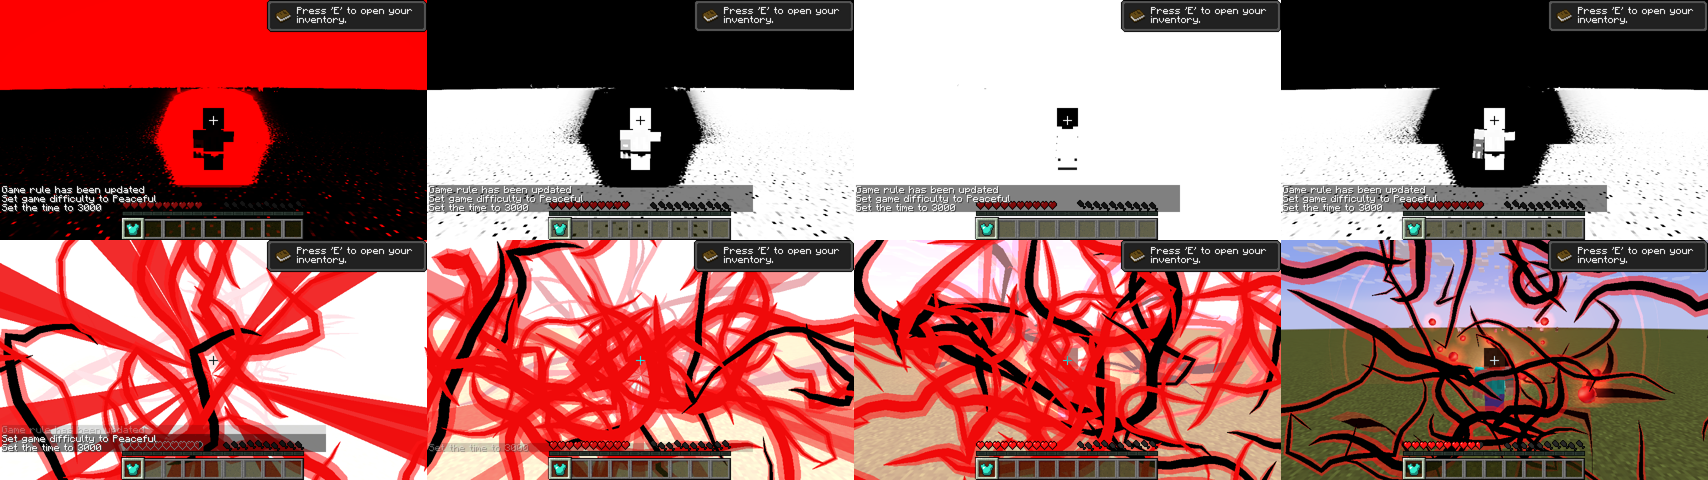 Press 'E' to open your
inventory.
Press 'E' to open your
inventory.
Press 'E' to open your
inventory.
Press 'E' to open your
inventory.
Game rule has been updated
Set game difficulty to Peaceful
Set the time to 3000
Game rule has been updated
Set game difficulty to Peaceful
Set the time to 3000
Game rule has been updated
Set game difficulty to Peaceful
Set the time to 3000
Game rule has been updated
Set game difficulty to Peaceful
Set the time to 3000
Press 'E' to open your
inventory.
Press 'E' to open your
inventory.
Press 'E' to open your
inventory.
Press 'E' to open your
inventory.
Game rule has been updated
Set game difficulty to Peaceful
Set the time to 3000
Set the time to 3000